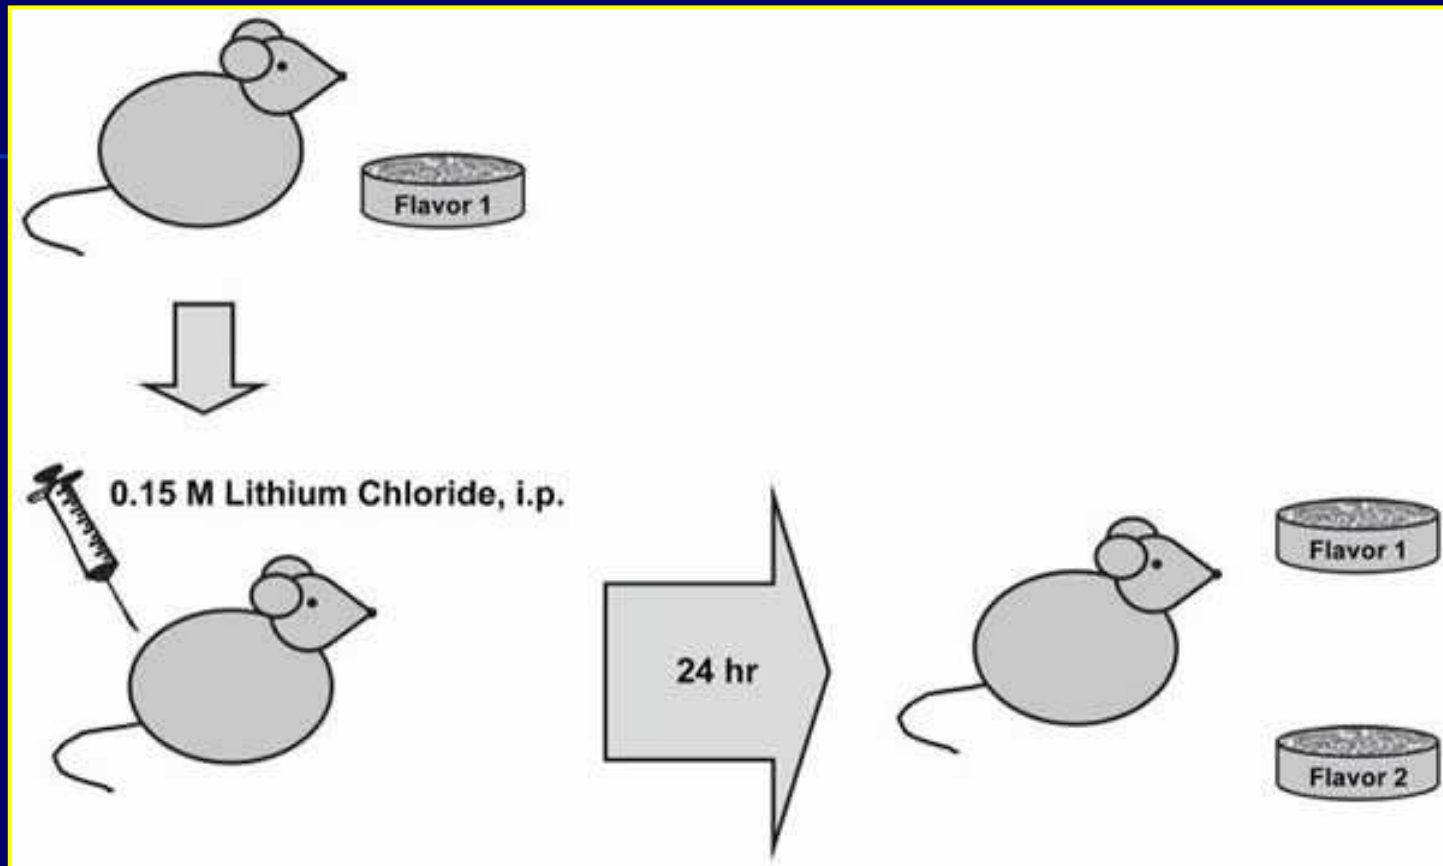 Flavor 1
0.15 M Lithium Chloride, i.p.
24 hr
Flavor 1
Flavor 2